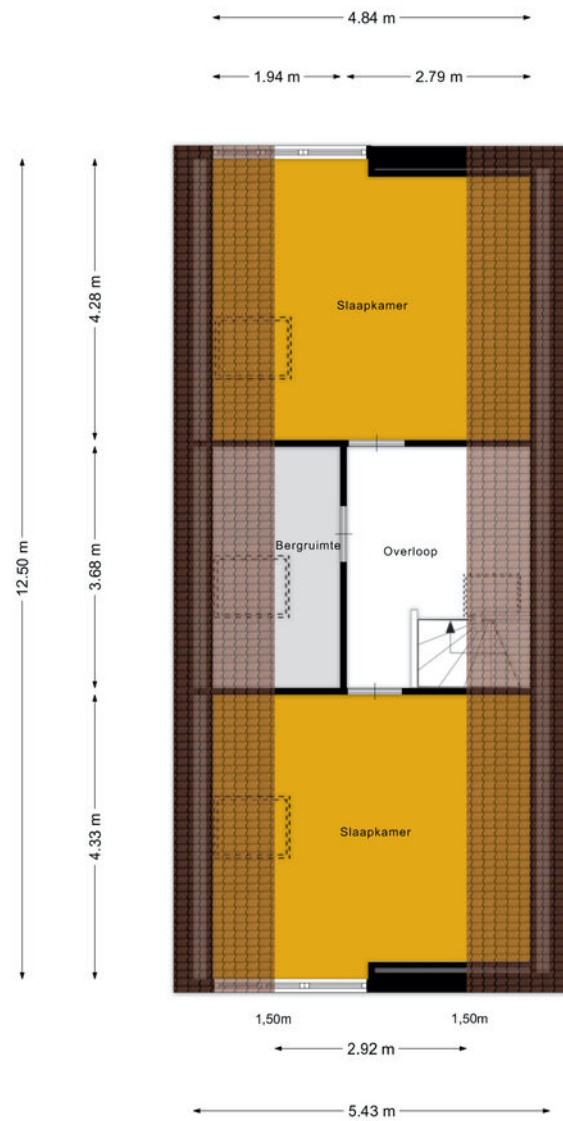 4.84 m
1.94 m
2.79 m
4.28 m
Slaapkamer
12.50 m
3.68 m
Bergruimte
Overloop
4.33 m
Slaapkamer
1,50m
1,50m
2.92 m
5.43 m